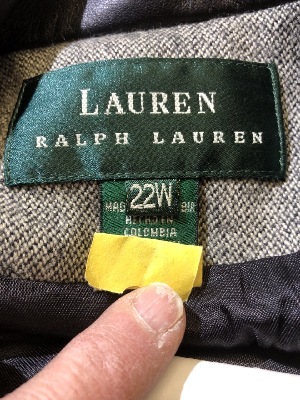 LAUREN
RALPH LAUREN
22W
HECHO EN
COLOMBIA